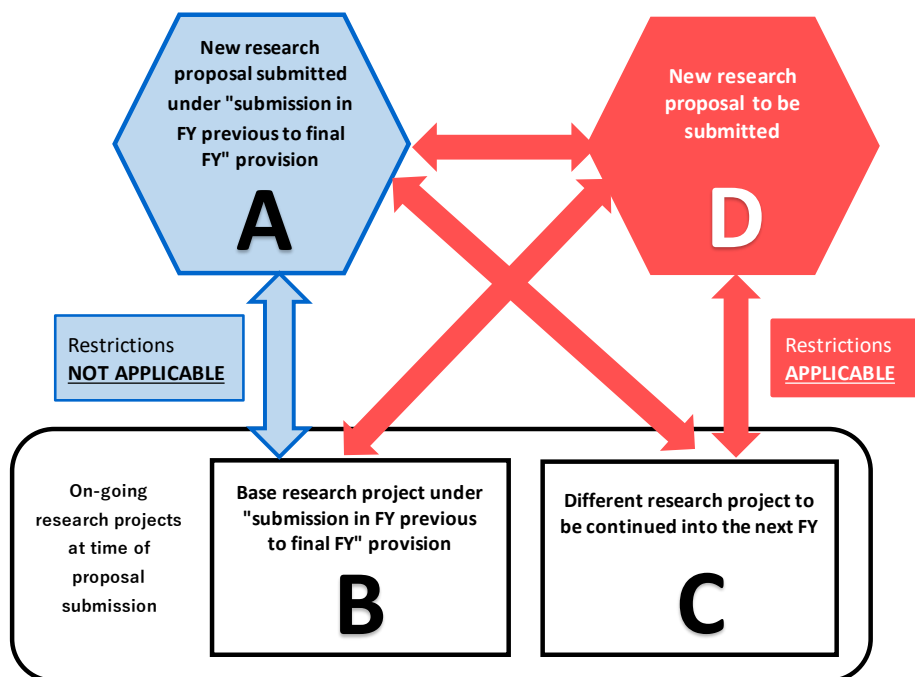 New research
proposal submitted
under "submission in
FY previous to final
FY" provision
A
New research
proposal to be
submitted
D
Restrictions
NOT APPLICABLE
Restrictions
APPLICABLE
On-going
research projects
at time of
proposal
submission
Base research project under
"submission in FY previous
to final FY" provision
B
Different research project to
be continued into the next FY
C